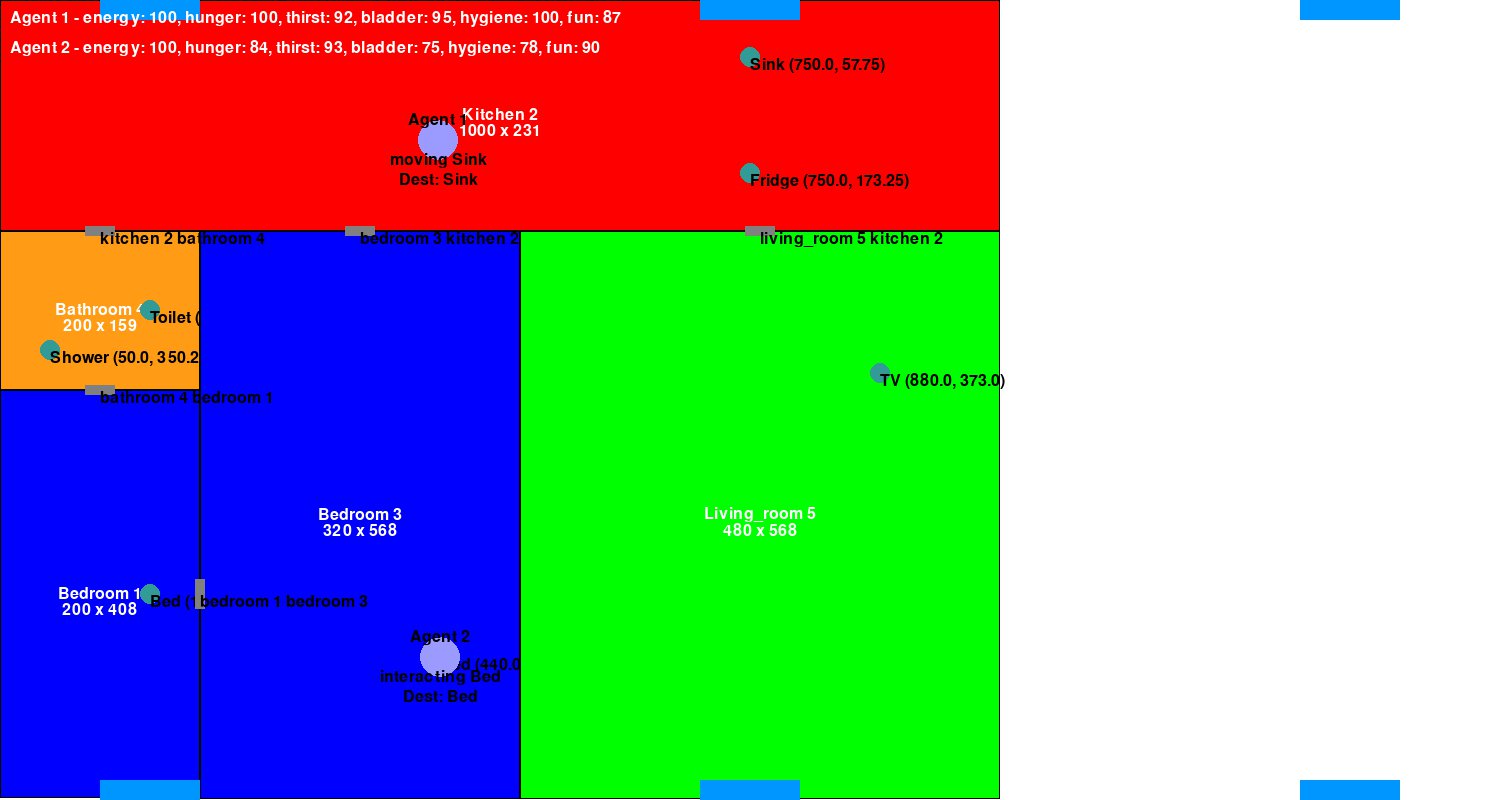 Agent 1 - energy: 100, hunger: 100, thirst: 92, bladder: 95, hygiene: 100, fun: 87
Agent 2 - energy: 100, hunger: 84, thirst: 93, bladder: 75, hygiene: 78, fun: 90
Sink (750.0, 57.75)
Agent 1
Kitchen 2
1000 x 231
moving Sink
Dest: Sink
Fridge (750.0, 173.25)
kitchen 2 bathroom 4
bedroom 3 kitchen 2
living_room 5 kitchen 2
Bathroom 4
200 x 159
Toilet (
Shower (50.0, 350.2
TV (880.0, 373.0)
bathroom 4 bedroom 1
Bedroom 3
320 x 568
Living_room 5
480 x 568
Bedroom 1
200 x 408
Bed (1
bedroom 1 bedroom 3
Agent 2
(440.0
interacting Bed
Dest: Bed